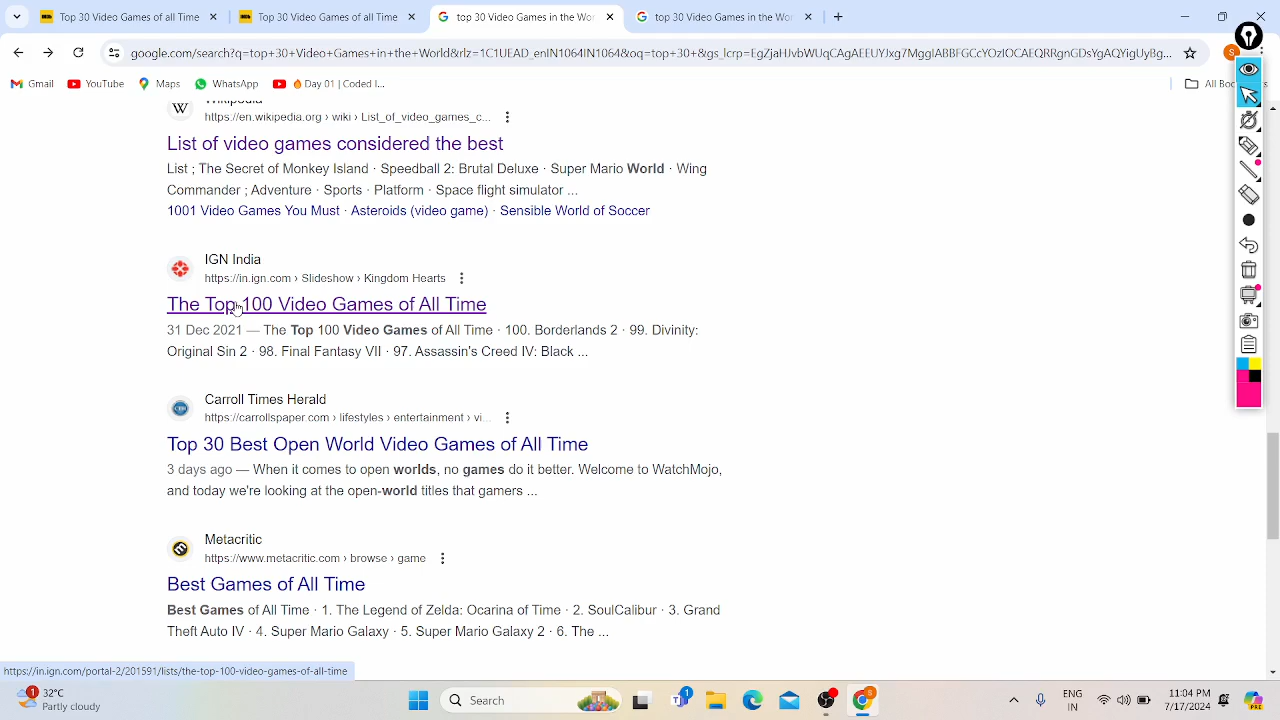 Top 30 Video Games of All Time
Top 30 Video Games of All Time
top 30 Video Games in the Wor
top 30 Video Games in the Wor
google.com/search?q=top+30+Video+Games+in+the+World&rlz=1C1UEAD_enIN1064IN1064&oq=top+30+&gs_lcrp=
S
Gmail
YouTube
Maps
WhatsApp
Day 01 | Coded I...
All Boo
Wikipedia
https://en.wikipedia.org › wiki › List_of_video_games_c...
List of video games considered the best
List ; The Secret of Monkey Island · Speedball 2: Brutal Deluxe · Super Mario World · Wing
Commander ; Adventure · Sports · Platform · Space flight simulator ...
1001 Video Games You Must · Asteroids (video game) · Sensible World of Soccer
IGN India
https://in.ign.com › Slideshow › Kingdom Hearts
The Top 100 Video Games of All Time
31 Dec 2021 — The Top 100 Video Games of All Time · 100. Borderlands 2 · 99. Divinity:
Original Sin 2 · 98. Final Fantasy VII · 97. Assassin's Creed IV: Black ...
Carroll Times Herald
https://carrollspaper.com › lifestyles › entertainment › vi...
Top 30 Best Open World Video Games of All Time
3 days ago — When it comes to open worlds, no games do it better. Welcome to WatchMojo,
and today we're looking at the open-world titles that gamers ...
Metacritic
https://www.metacritic.com › browse › game
Best Games of All Time
Best Games of All Time · 1. The Legend of Zelda: Ocarina of Time · 2. SoulCalibur · 3. Grand
Theft Auto IV · 4. Super Mario Galaxy · 5. Super Mario Galaxy 2 · 6. The ...
https://in.ign.com/portal-2/201591/lists/the-top-100-video-games-of-all-time
1
32°C
Partly cloudy
Search
1
S
ENG
IN
11:04 PM
7/17/2024
PRE